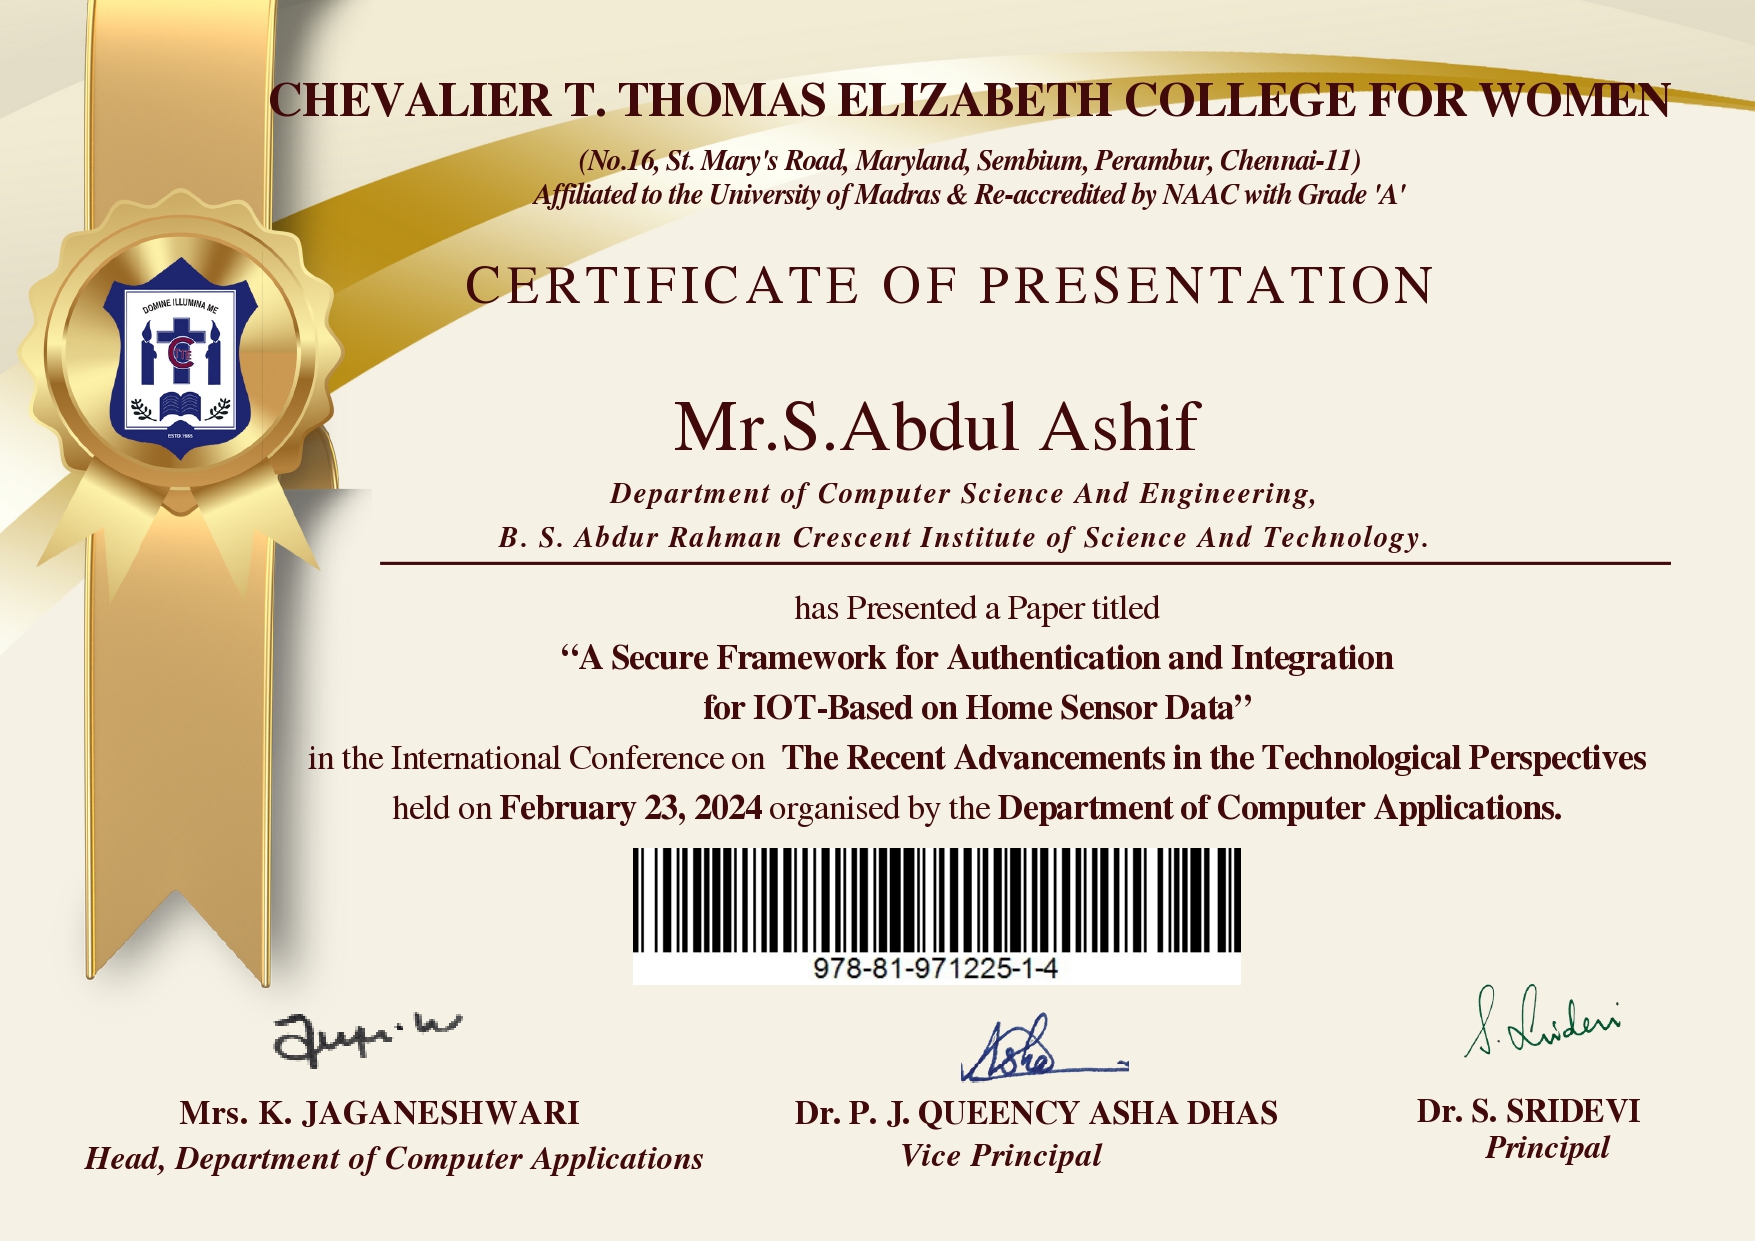 CHEVALIER T. THOMAS ELIZABETH COLLEGE FOR WOMEN
(No.16, St. Mary's Road, Maryland, Sembium, Perambur, Chennai-11)
Affiliated to the University of Madras & Re-accredited by NAAC with Grade 'A'
CERTIFICATE OF PRESENTATION
DOMINE ILLUMINA ME
CTTE
ESTD.1985
Mr.S.Abdul Ashif
Department of Computer Science And Engineering,
B. S. Abdur Rahman Crescent Institute of Science And Technology.
has Presented a Paper titled
“A Secure Framework for Authentication and Integration
for IOT-Based on Home Sensor Data”
in the International Conference on The Recent Advancements in the Technological Perspectives
held on February 23, 2024 organised by the Department of Computer Applications.
978-81-971225-1-4
Asha
S. Sridevi
Mrs. K. JAGANESHWARI
Head, Department of Computer Applications
Dr. P. J. QUEENCY ASHA DHAS
Vice Principal
Dr. S. SRIDEVI
Principal